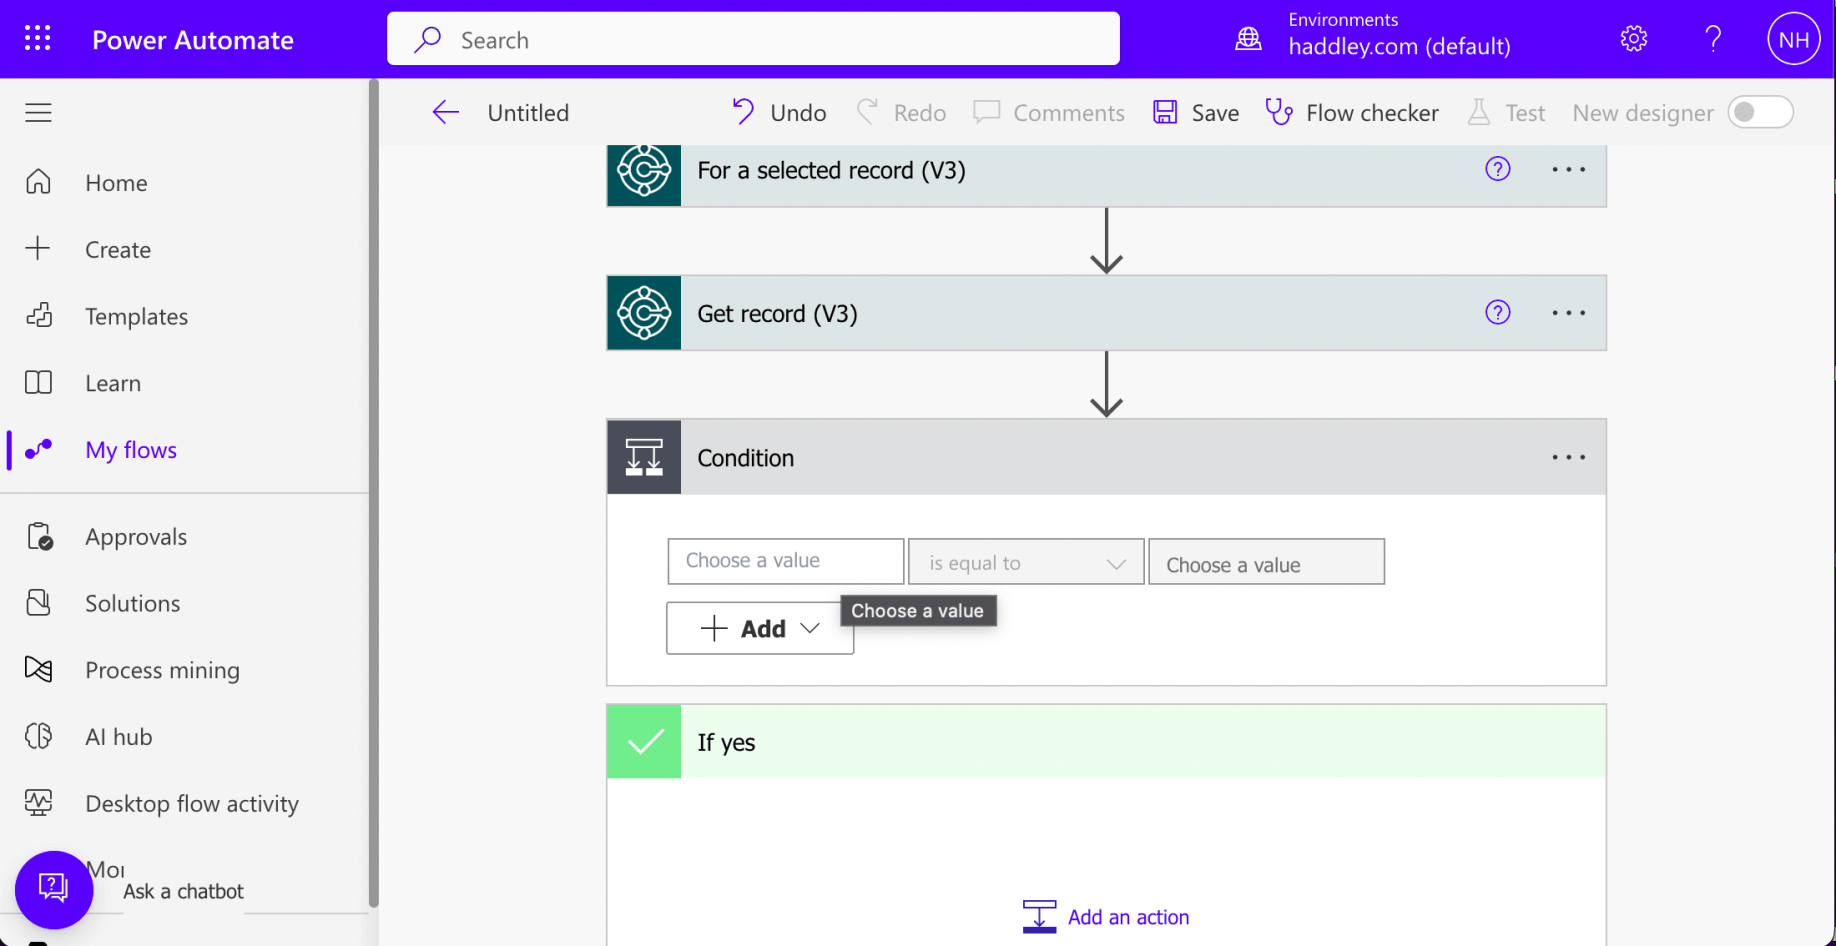 Power Automate
Search
Environments
haddley.com (default)
?
NH
Untitled
Undo
Redo
Comments
Save
Flow checker
Test
New designer
Home
Create
Templates
Learn
My flows
Approvals
Solutions
Process mining
AI hub
Desktop flow activity
Ask a chatbot
For a selected record (V3)
?
Get record (V3)
?
Condition
Choose a value
is equal to
Choose a value
Choose a value
Add
If yes
Add an action